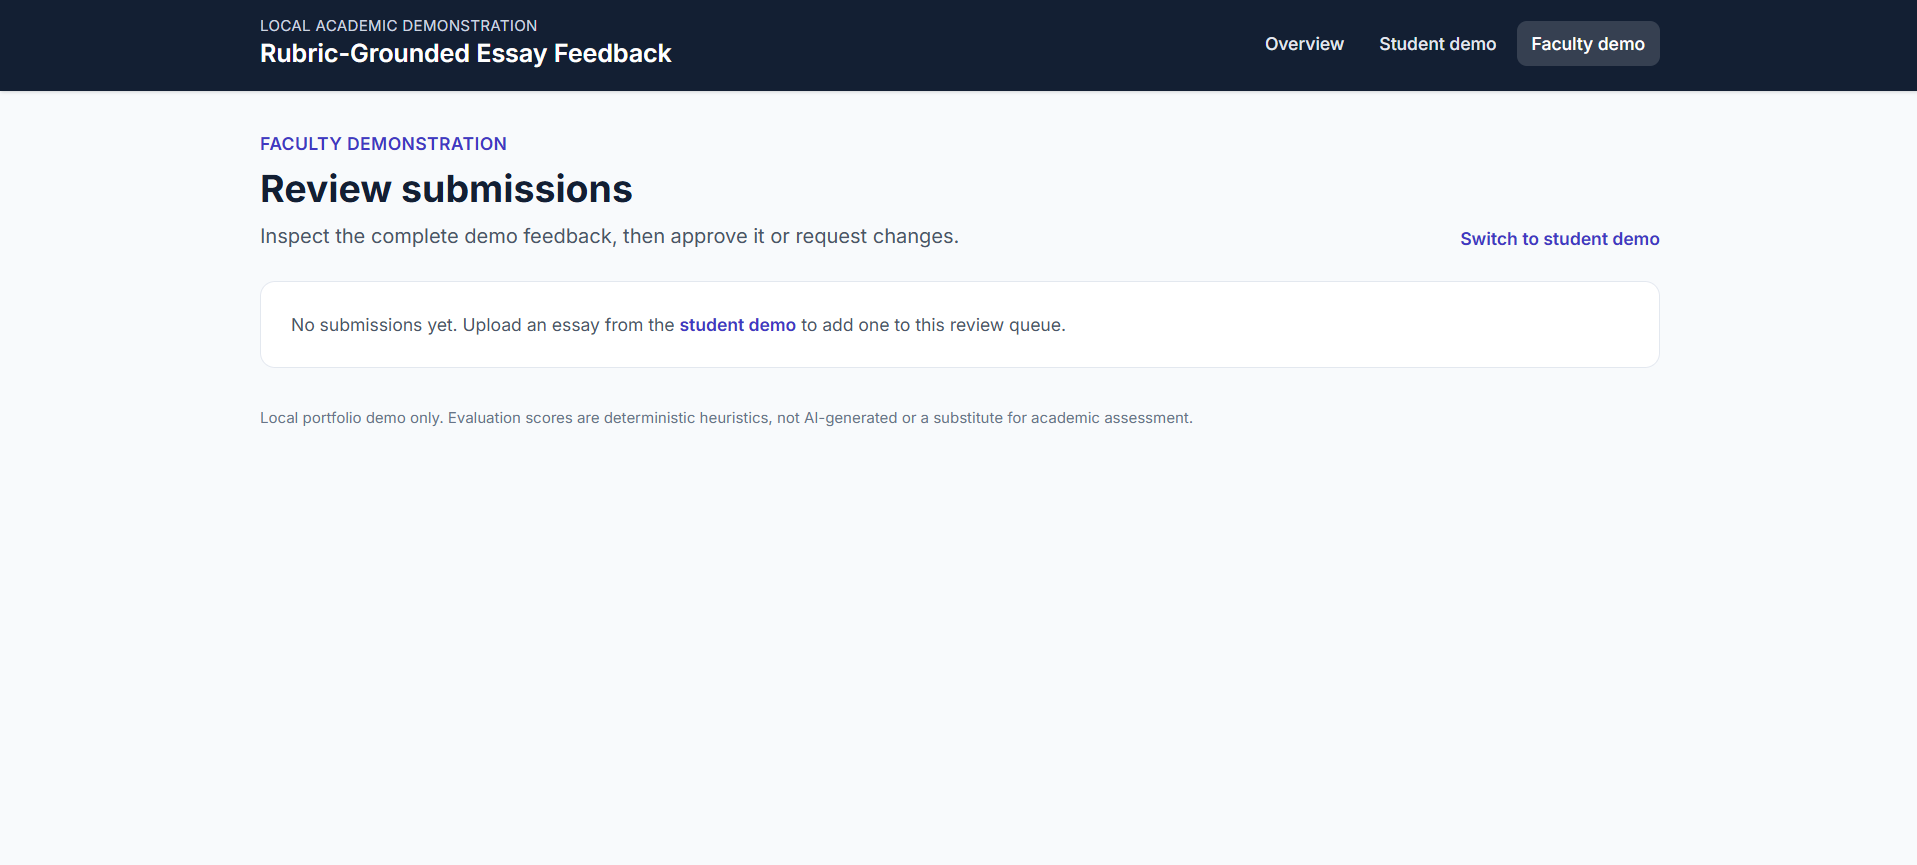 LOCAL ACADEMIC DEMONSTRATION
Rubric-Grounded Essay Feedback
Overview
Student demo
Faculty demo
FACULTY DEMONSTRATION
Review submissions
Inspect the complete demo feedback, then approve it or request changes.
Switch to student demo
No submissions yet. Upload an essay from the student demo to add one to this review queue.
Local portfolio demo only. Evaluation scores are deterministic heuristics, not AI-generated or a substitute for academic assessment.